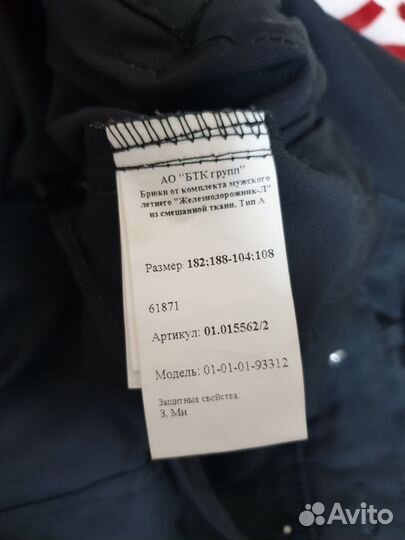 АО "БТК групп"
Брюки от комплекта мужского
летнего "Железнодорожник-Л"
из смешанной ткани. Тип А
Размер: 182;188-104;108
61871
Артикул: 01.015562/2
Модель: 01-01-01-93312
Защитные свойства:
З, Ми
Avito